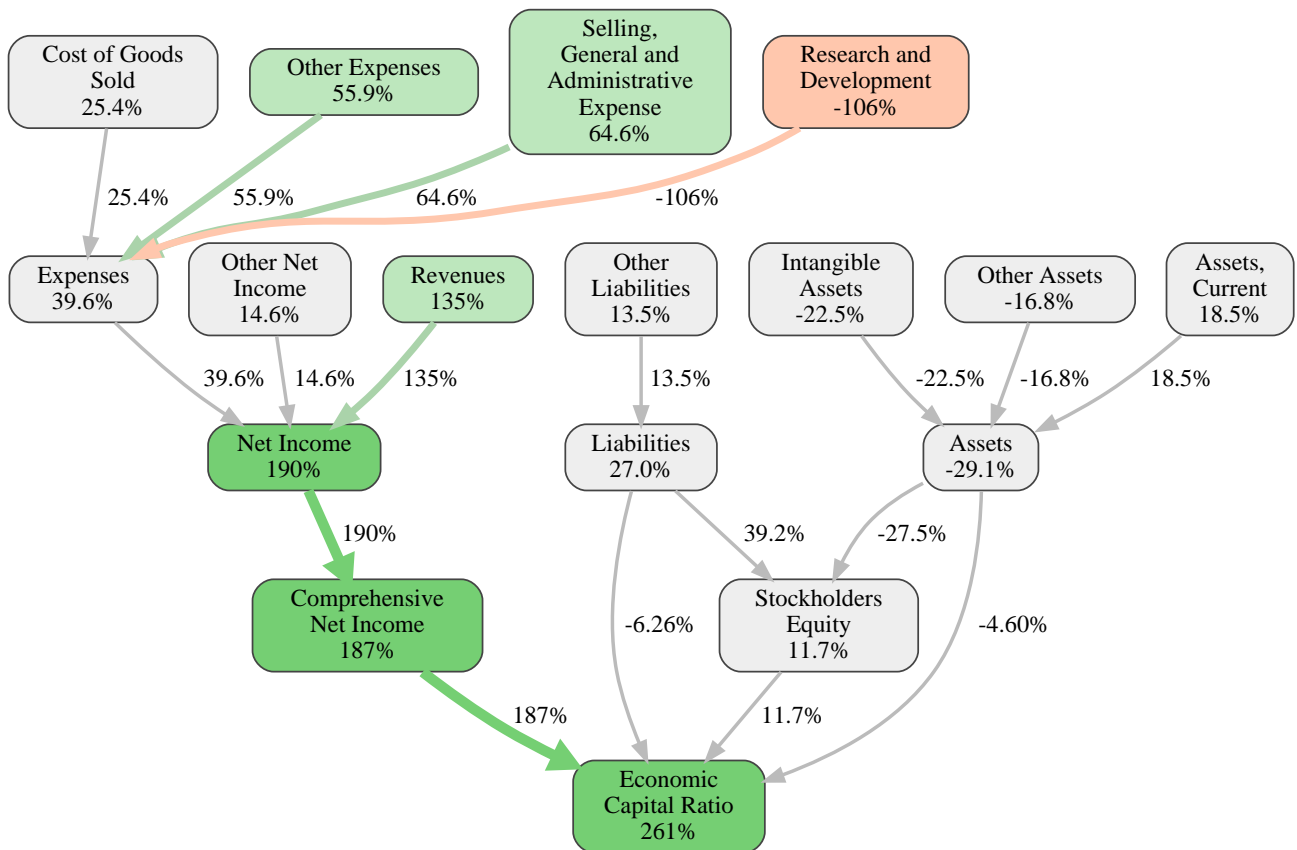 Cost of Goods
Sold
25.4%
Other Expenses
55.9%
Selling,
General and
Administrative
Expense
64.6%
Research and
Development
-106%
25.4%
55.9%
64.6%
-106%
Expenses
39.6%
Other Net
Income
14.6%
Revenues
135%
Other
Liabilities
13.5%
Intangible
Assets
-22.5%
Other Assets
-16.8%
Assets,
Current
18.5%
39.6%
14.6%
135%
13.5%
-22.5%
-16.8%
18.5%
Net Income
190%
Liabilities
27.0%
Assets
-29.1%
190%
39.2%
-27.5%
Comprehensive
Net Income
187%
-6.26%
Stockholders
Equity
11.7%
-4.60%
187%
11.7%
Economic
Capital Ratio
261%